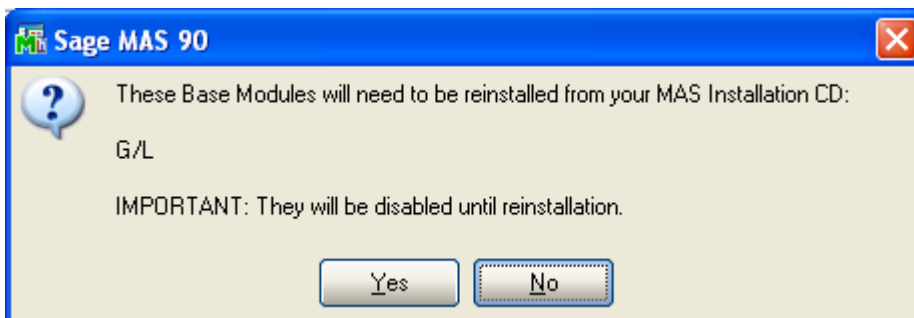 Sage MAS 90
These Base Modules will need to be reinstalled from your MAS Installation CD:
G/L
IMPORTANT: They will be disabled until reinstallation.
Yes No